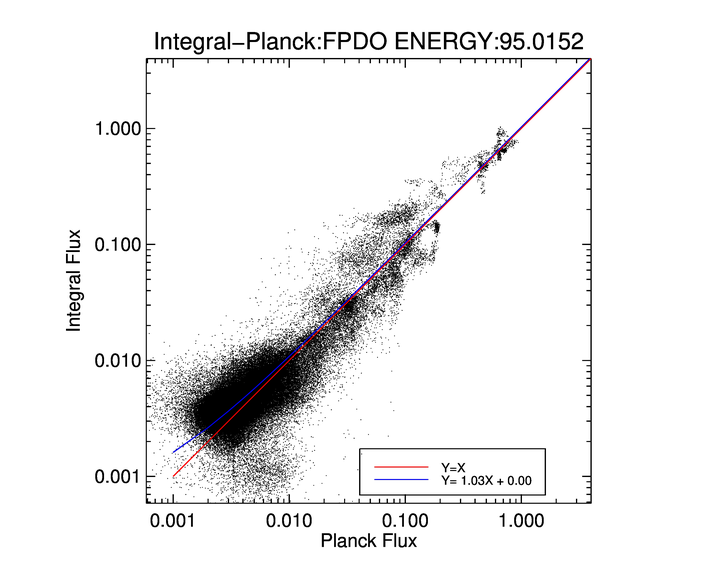 Integral−Planck:FPDO ENERGY:95.0152
1.000
0.100
0.010
0.001
Integral Flux
Y=X
Y= 1.03X + 0.00
0.001 0.010 0.100 1.000
Planck Flux